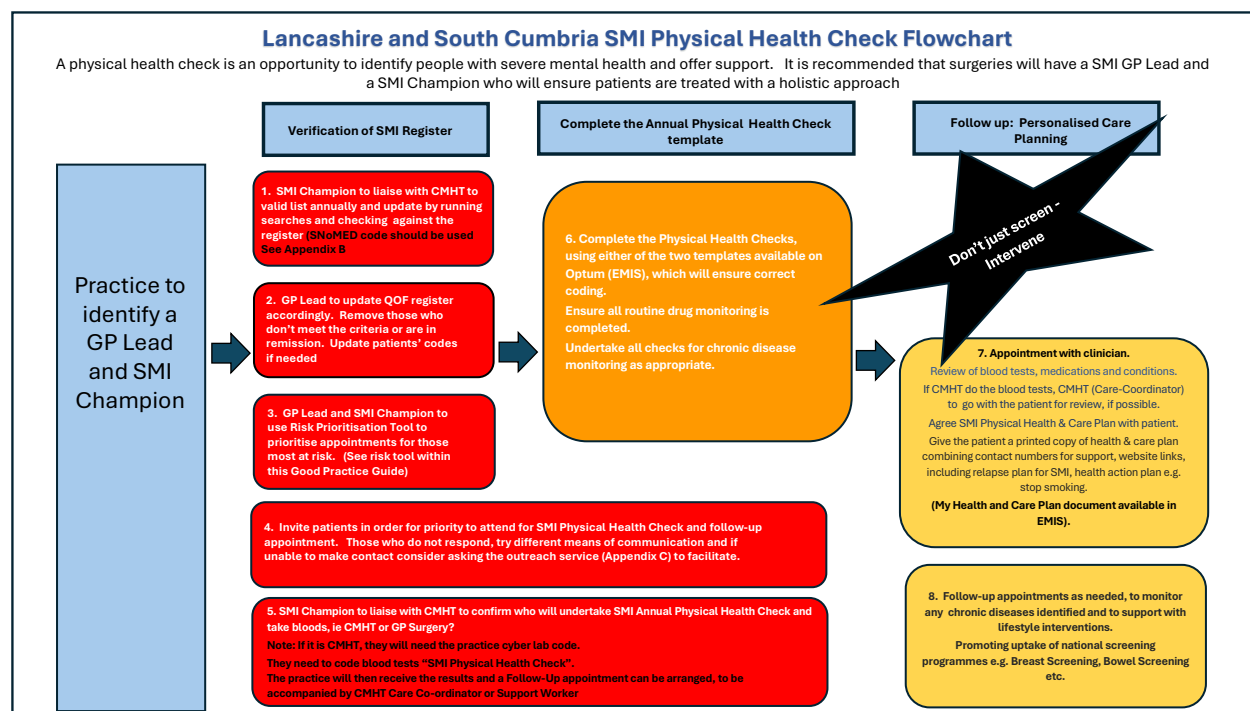 Lancashire and South Cumbria SMI Physical Health Check Flowchart
A physical health check is an opportunity to identify people with severe mental health and offer support.   It is recommended that surgeries will have a SMI GP Lead and
a SMI Champion who will ensure patients are treated with a holistic approach
Practice to
identify a
GP Lead
and SMI
Champion
Verification of SMI Register
1.  SMI Champion to liaise with CMHT to
valid list annually and update by running
searches and checking  against the
register (SNoMED code should be used
See Appendix B
2.  GP Lead to update QOF register
accordingly.  Remove those who
don't meet the criteria or are in
remission.  Update patients' codes
if needed
3.  GP Lead and SMI Champion to
use Risk Prioritisation Tool to
prioritise appointments for those
most at risk.   (See risk tool within
this Good Practice Guide)
4.  Invite patients in order for priority to attend for SMI Physical Health Check and follow-up
appointment.   Those who do not respond, try different means of communication and if
unable to make contact consider asking the outreach service (Appendix C) to facilitate.
5. SMI Champion to liaise with CMHT to confirm who will undertake SMI Annual Physical Health Check and
take bloods, ie CMHT or GP Surgery?
Note: If it is CMHT, they will need the practice cyber lab code.
They need to code blood tests "SMI Physical Health Check".
The practice will then receive the results and a Follow-Up appointment can be arranged, to be
accompanied by CMHT Care Co-ordinator or Support Worker
Complete the Annual Physical  Health Check
template
6. Complete the Physical Health Checks,
using either of the two templates available on
Optum (EMIS), which will ensure correct
coding.
Ensure all routine drug monitoring is
completed.
Undertake all checks for chronic disease
monitoring as appropriate.
Follow up:  Personalised Care
Planning
Don't just screen -
Intervene
7. Appointment with clinician.
Review of blood tests, medications and conditions.
If CMHT do the blood tests, CMHT (Care-Coordinator)
to  go with the patient for review, if possible.
Agree SMI Physical Health & Care Plan with patient.
Give the patient a printed copy of health & care plan
combining contact numbers for support, website links,
including relapse plan for SMI, health action plan e.g.
stop smoking.
(My Health and Care Plan document available in
EMIS).
8.  Follow-up appointments as needed, to monitor
any  chronic diseases identified and to support with
lifestyle interventions.
Promoting uptake of national screening
programmes e.g. Breast Screening, Bowel Screening
etc.